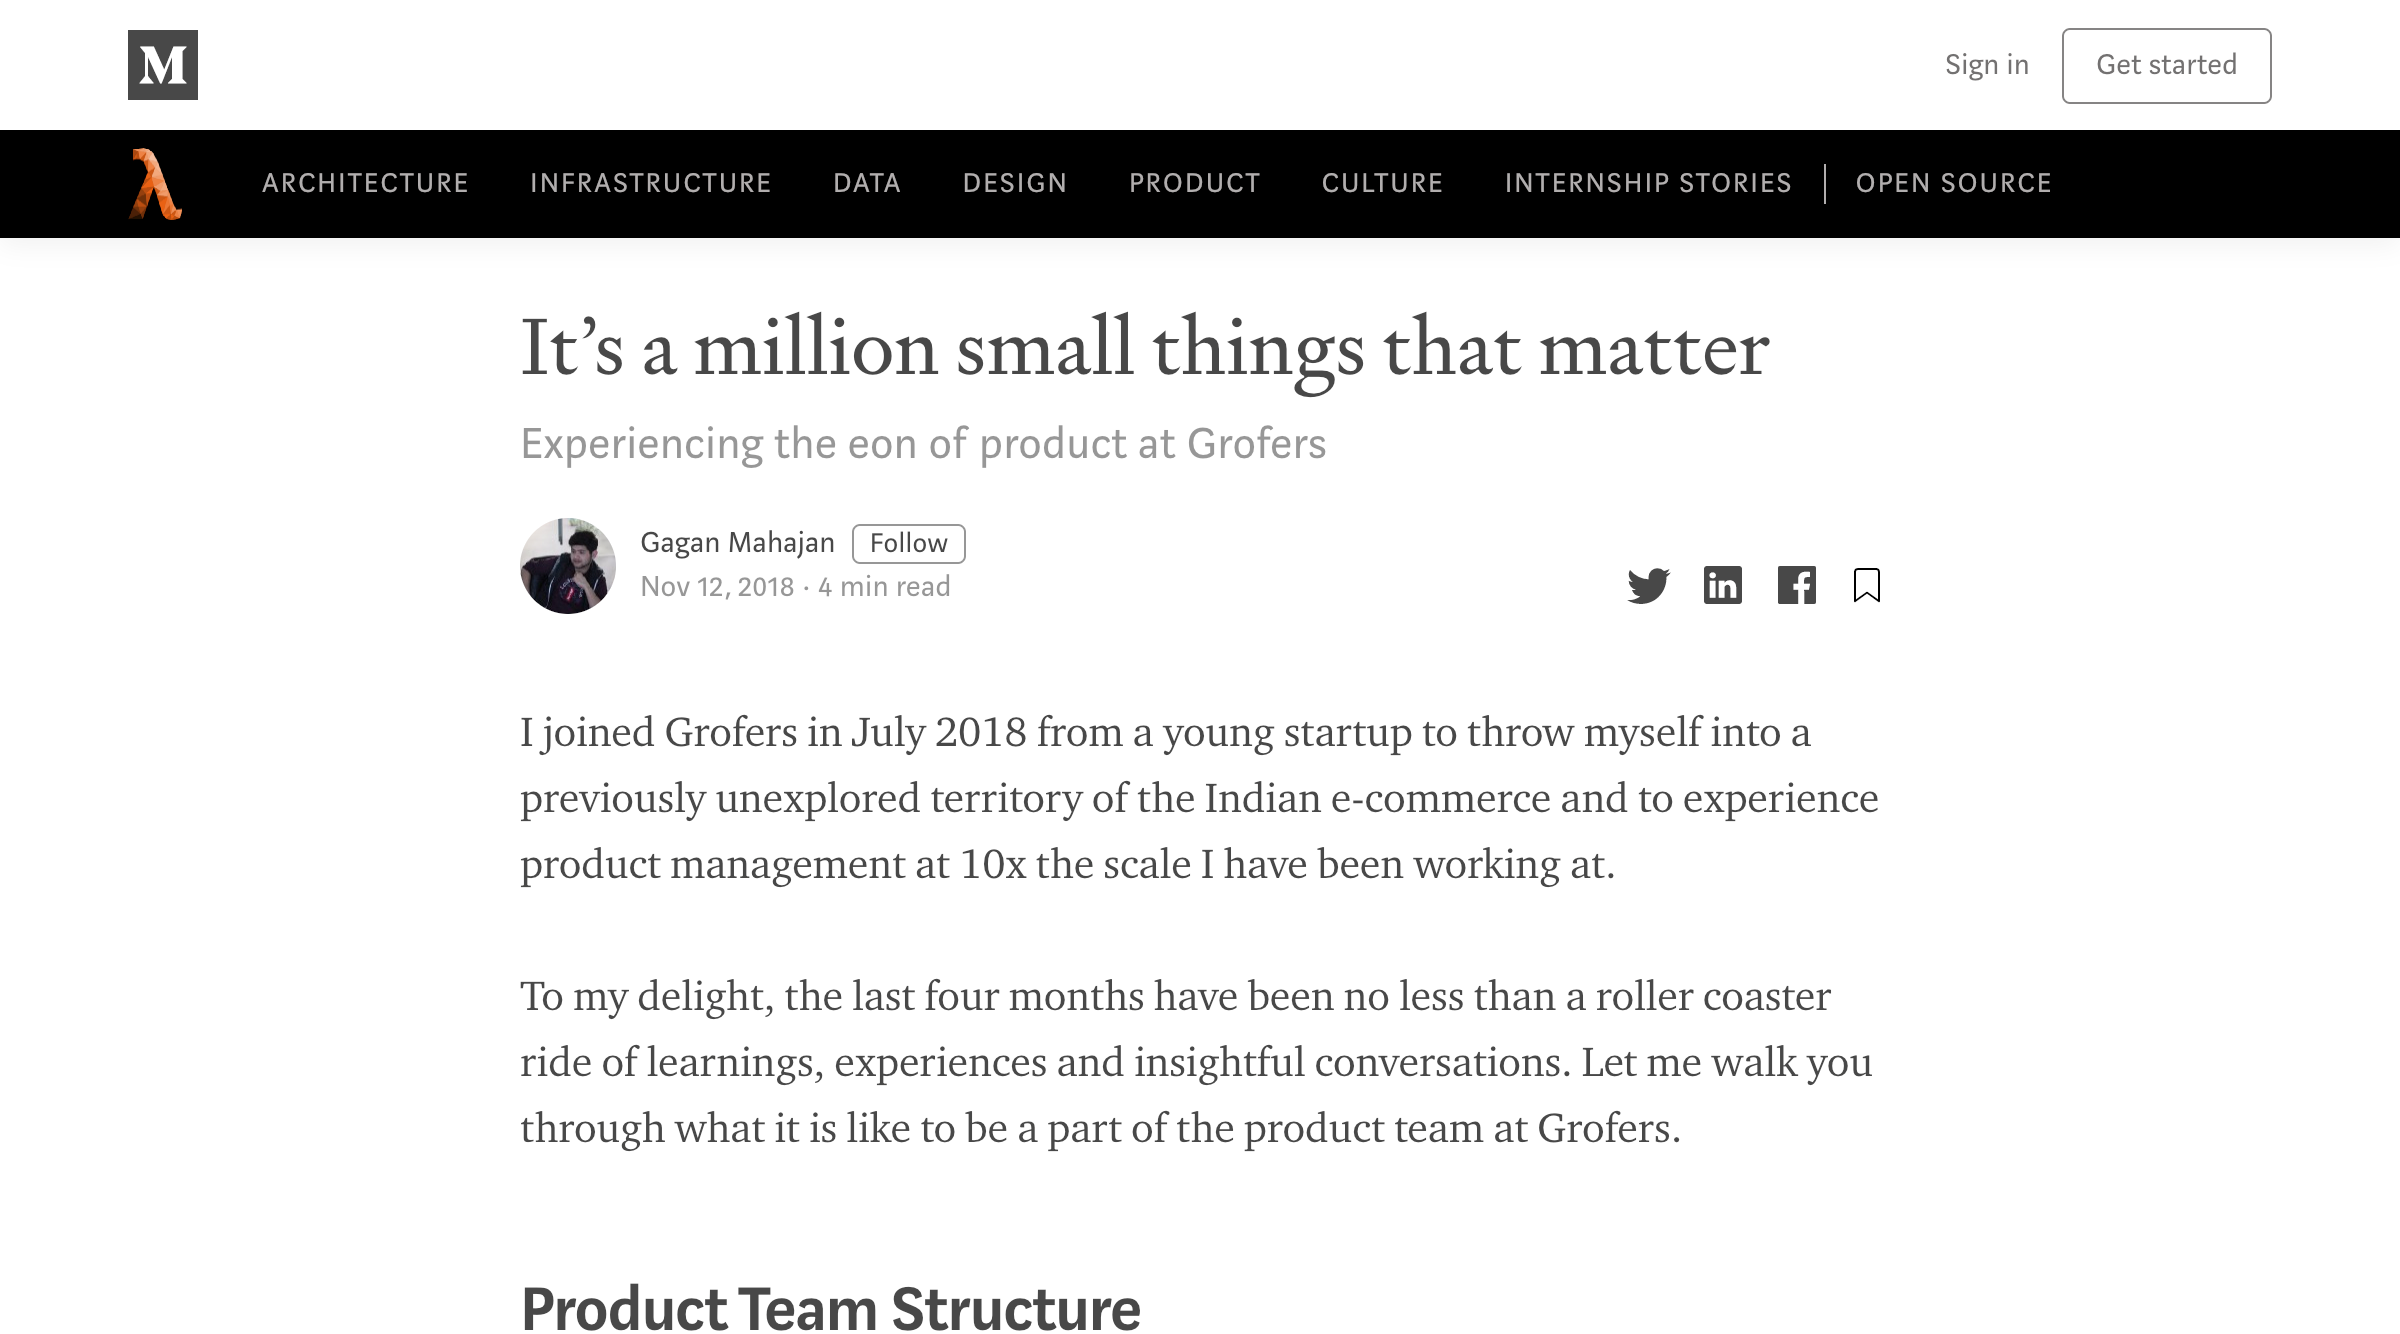 M
Sign in
Get started
λ
ARCHITECTURE
INFRASTRUCTURE
DATA
DESIGN
PRODUCT
CULTURE
INTERNSHIP STORIES
OPEN SOURCE
It’s a million small things that matter
Experiencing the eon of product at Grofers
Gagan Mahajan
Follow
Nov 12, 2018 · 4 min read
in
I joined Grofers in July 2018 from a young startup to throw myself into a
previously unexplored territory of the Indian e-commerce and to experience
product management at 10x the scale I have been working at.
To my delight, the last four months have been no less than a roller coaster
ride of learnings, experiences and insightful conversations. Let me walk you
through what it is like to be a part of the product team at Grofers.
Product Team Structure